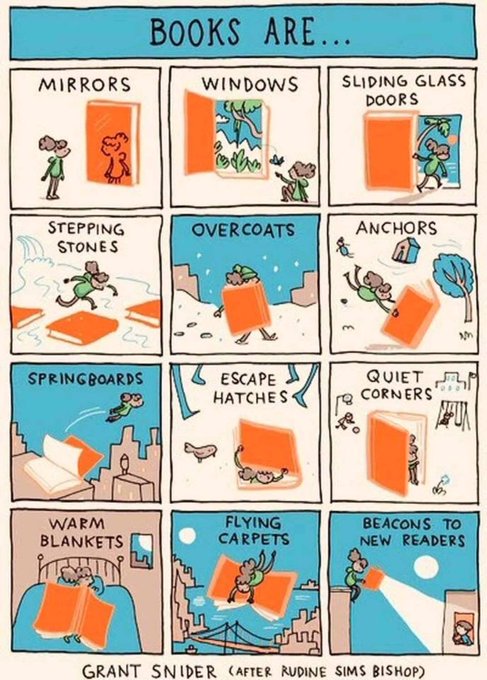 BOOKS ARE...
MIRRORS
WINDOWS
SLIDING GLASS
DOORS
STEPPING
STONES
OVERCOATS
ANCHORS
SPRINGBOARDS
ESCAPE
HATCHES
QUIET
CORNERS
WARM
BLANKETS
FLYING
CARPETS
BEACONS TO
NEW READERS
GRANT SNIDER (AFTER RUDINE SIMS BISHOP)